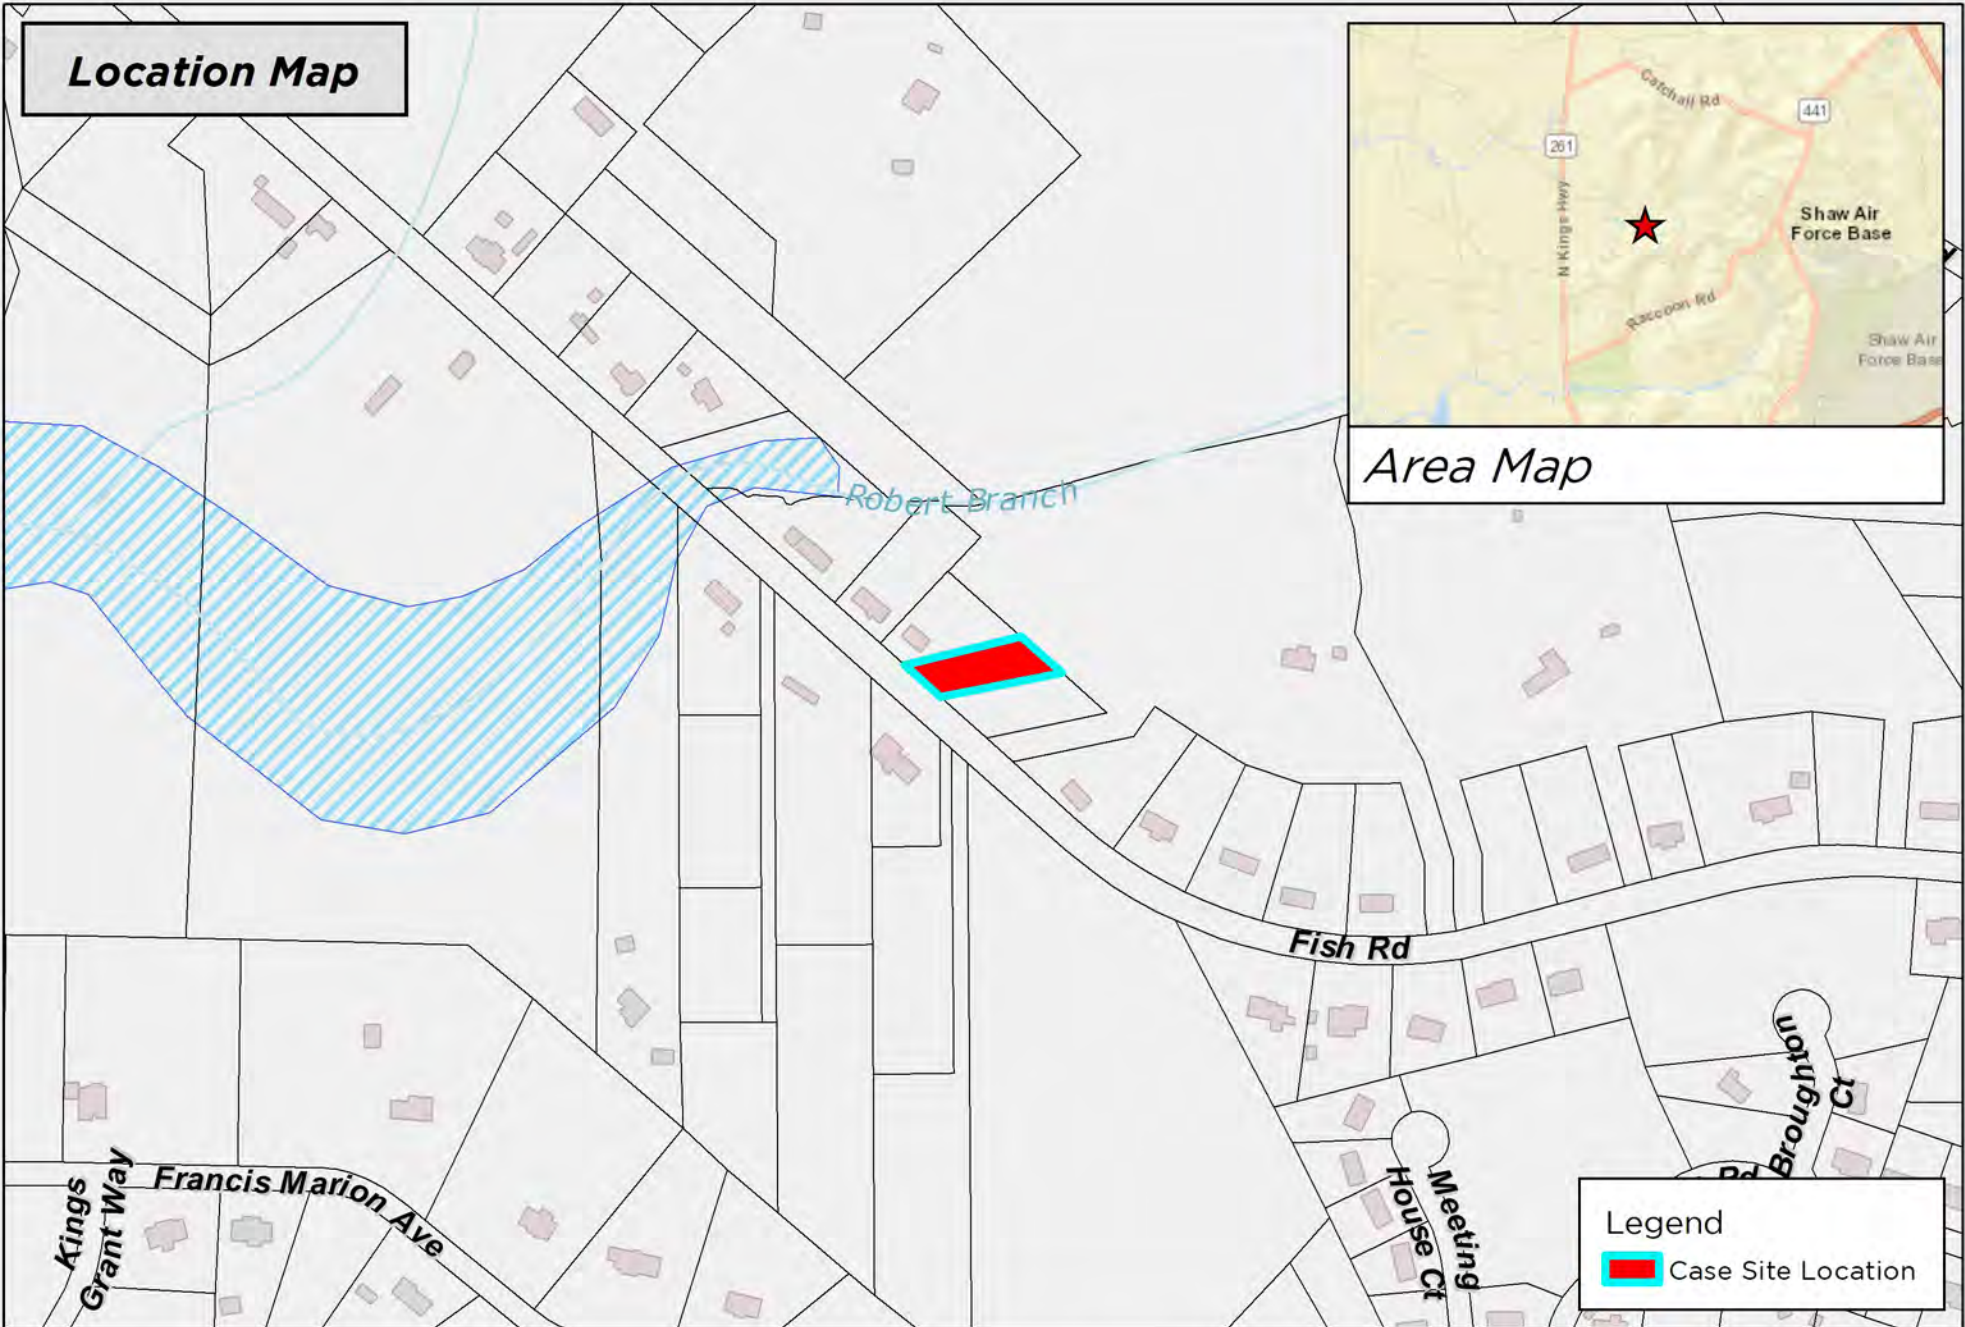 Location Map
Catchall Rd
441
261
N Kings Hwy
Shaw Air
Force Base
Raccoon Rd
Shaw Air
Force Base
Area Map
Robert Branch
Fish Rd
Broughton
Ct
Rd
Francis Marion Ave
Kings
Grant Way
Meeting
House Ct
Legend
Case Site Location